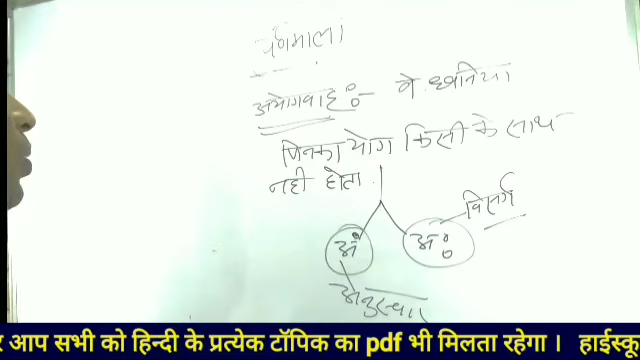 वर्णमाला
अयोगवाह :- वे ध्वनिया
जिनका योग किसी के साथ
नही होता
अं अः विसर्ग
अनुस्वार
र आप सभी को हिन्दी के प्रत्येक टॉपिक का pdf भी मिलता रहेगा । हाईस्कू